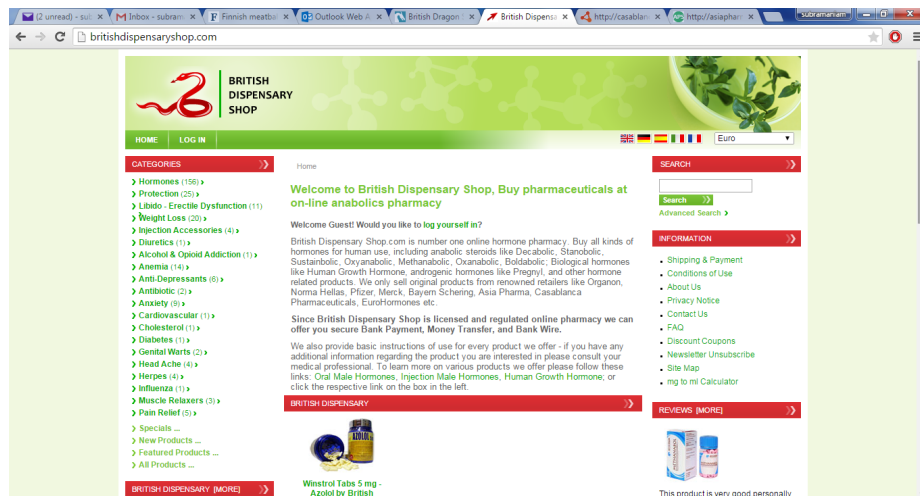 (2 unread) - sub
Inbox - subram
Finnish meatba
Outlook Web A
British Dragon
British Dispensa
http://casablan
http://asiaphar
subramaniam
britishdispensaryshop.com
BRITISH
DISPENSARY
SHOP
HOME
LOG IN
Euro
CATEGORIES
Hormones (156)
Protection (25)
Libido - Erectile Dysfunction (11)
Weight Loss (20)
Injection Accessories (4)
Diuretics (1)
Alcohol & Opioid Addiction (1)
Anemia (14)
Anti-Depressants (6)
Antibiotic (2)
Anxiety (9)
Cardiovascular (1)
Cholesterol (1)
Diabetes (1)
Genital Warts (2)
Head Ache (4)
Herpes (4)
Influenza (1)
Muscle Relaxers (3)
Pain Relief (5)
Specials ...
New Products ...
Featured Products ...
All Products ...
BRITISH DISPENSARY [MORE]
Home
Welcome to British Dispensary Shop, Buy pharmaceuticals at
on-line anabolics pharmacy
Welcome Guest! Would you like to log yourself in?
British Dispensary Shop.com is number one online hormone pharmacy. Buy all kinds of
hormones for human use, including anabolic steroids like Decabolic, Stanobolic,
Sustainbolic, Oxyanabolic, Methanabolic, Oxanabolic, Boldabolic; Biological hormones
like Human Growth Hormone, androgenic hormones like Pregnyl, and other hormone
related products. We only sell original products from renowned retailers like Organon,
Norma Hellas, Pfizer, Merck, Bayern Schering, Asia Pharma, Casablanca
Pharmaceuticals, EuroHormones etc.
Since British Dispensary Shop is licensed and regulated online pharmacy we can
offer you secure Bank Payment, Money Transfer, and Bank Wire.
We also provide basic instructions of use for every product we offer - if you have any
additional information regarding the product you are interested in please consult your
medical professional. To learn more on various products we offer please follow these
links: Oral Male Hormones, Injection Male Hormones, Human Growth Hormone; or
click the respective link on the box in the left.
BRITISH DISPENSARY
AZOLOL
Winstrol Tabs 5 mg -
Azolol by British
SEARCH
Search
Advanced Search
INFORMATION
Shipping & Payment
Conditions of Use
About Us
Privacy Notice
Contact Us
FAQ
Discount Coupons
Newsletter Unsubscribe
Site Map
mg to ml Calculator
REVIEWS [MORE]
This product is very good personally